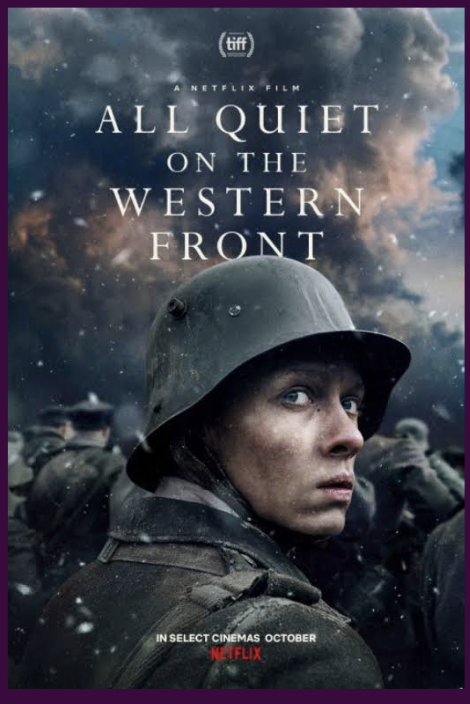 tiff
A NETFLIX FILM
ALL QUIET
ON THE
WESTERN
FRONT
IN SELECT CINEMAS OCTOBER
NETFLIX